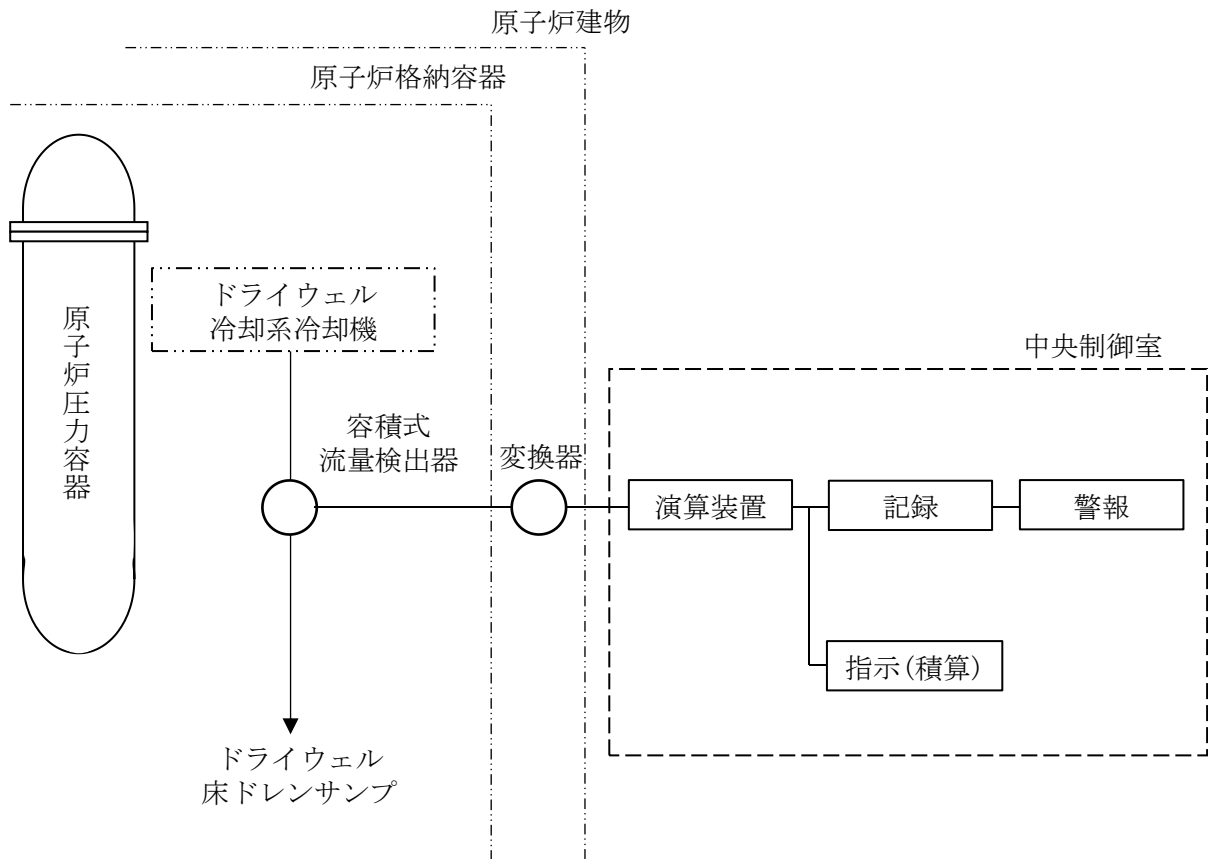 原子炉建物
原子炉格納容器
原子炉圧力容器
ドライウェル
冷却系冷却機
中央制御室
容積式
流量検出器
変換器
演算装置
記録
警報
指示(積算)
ドライウェル
床ドレンサンプ